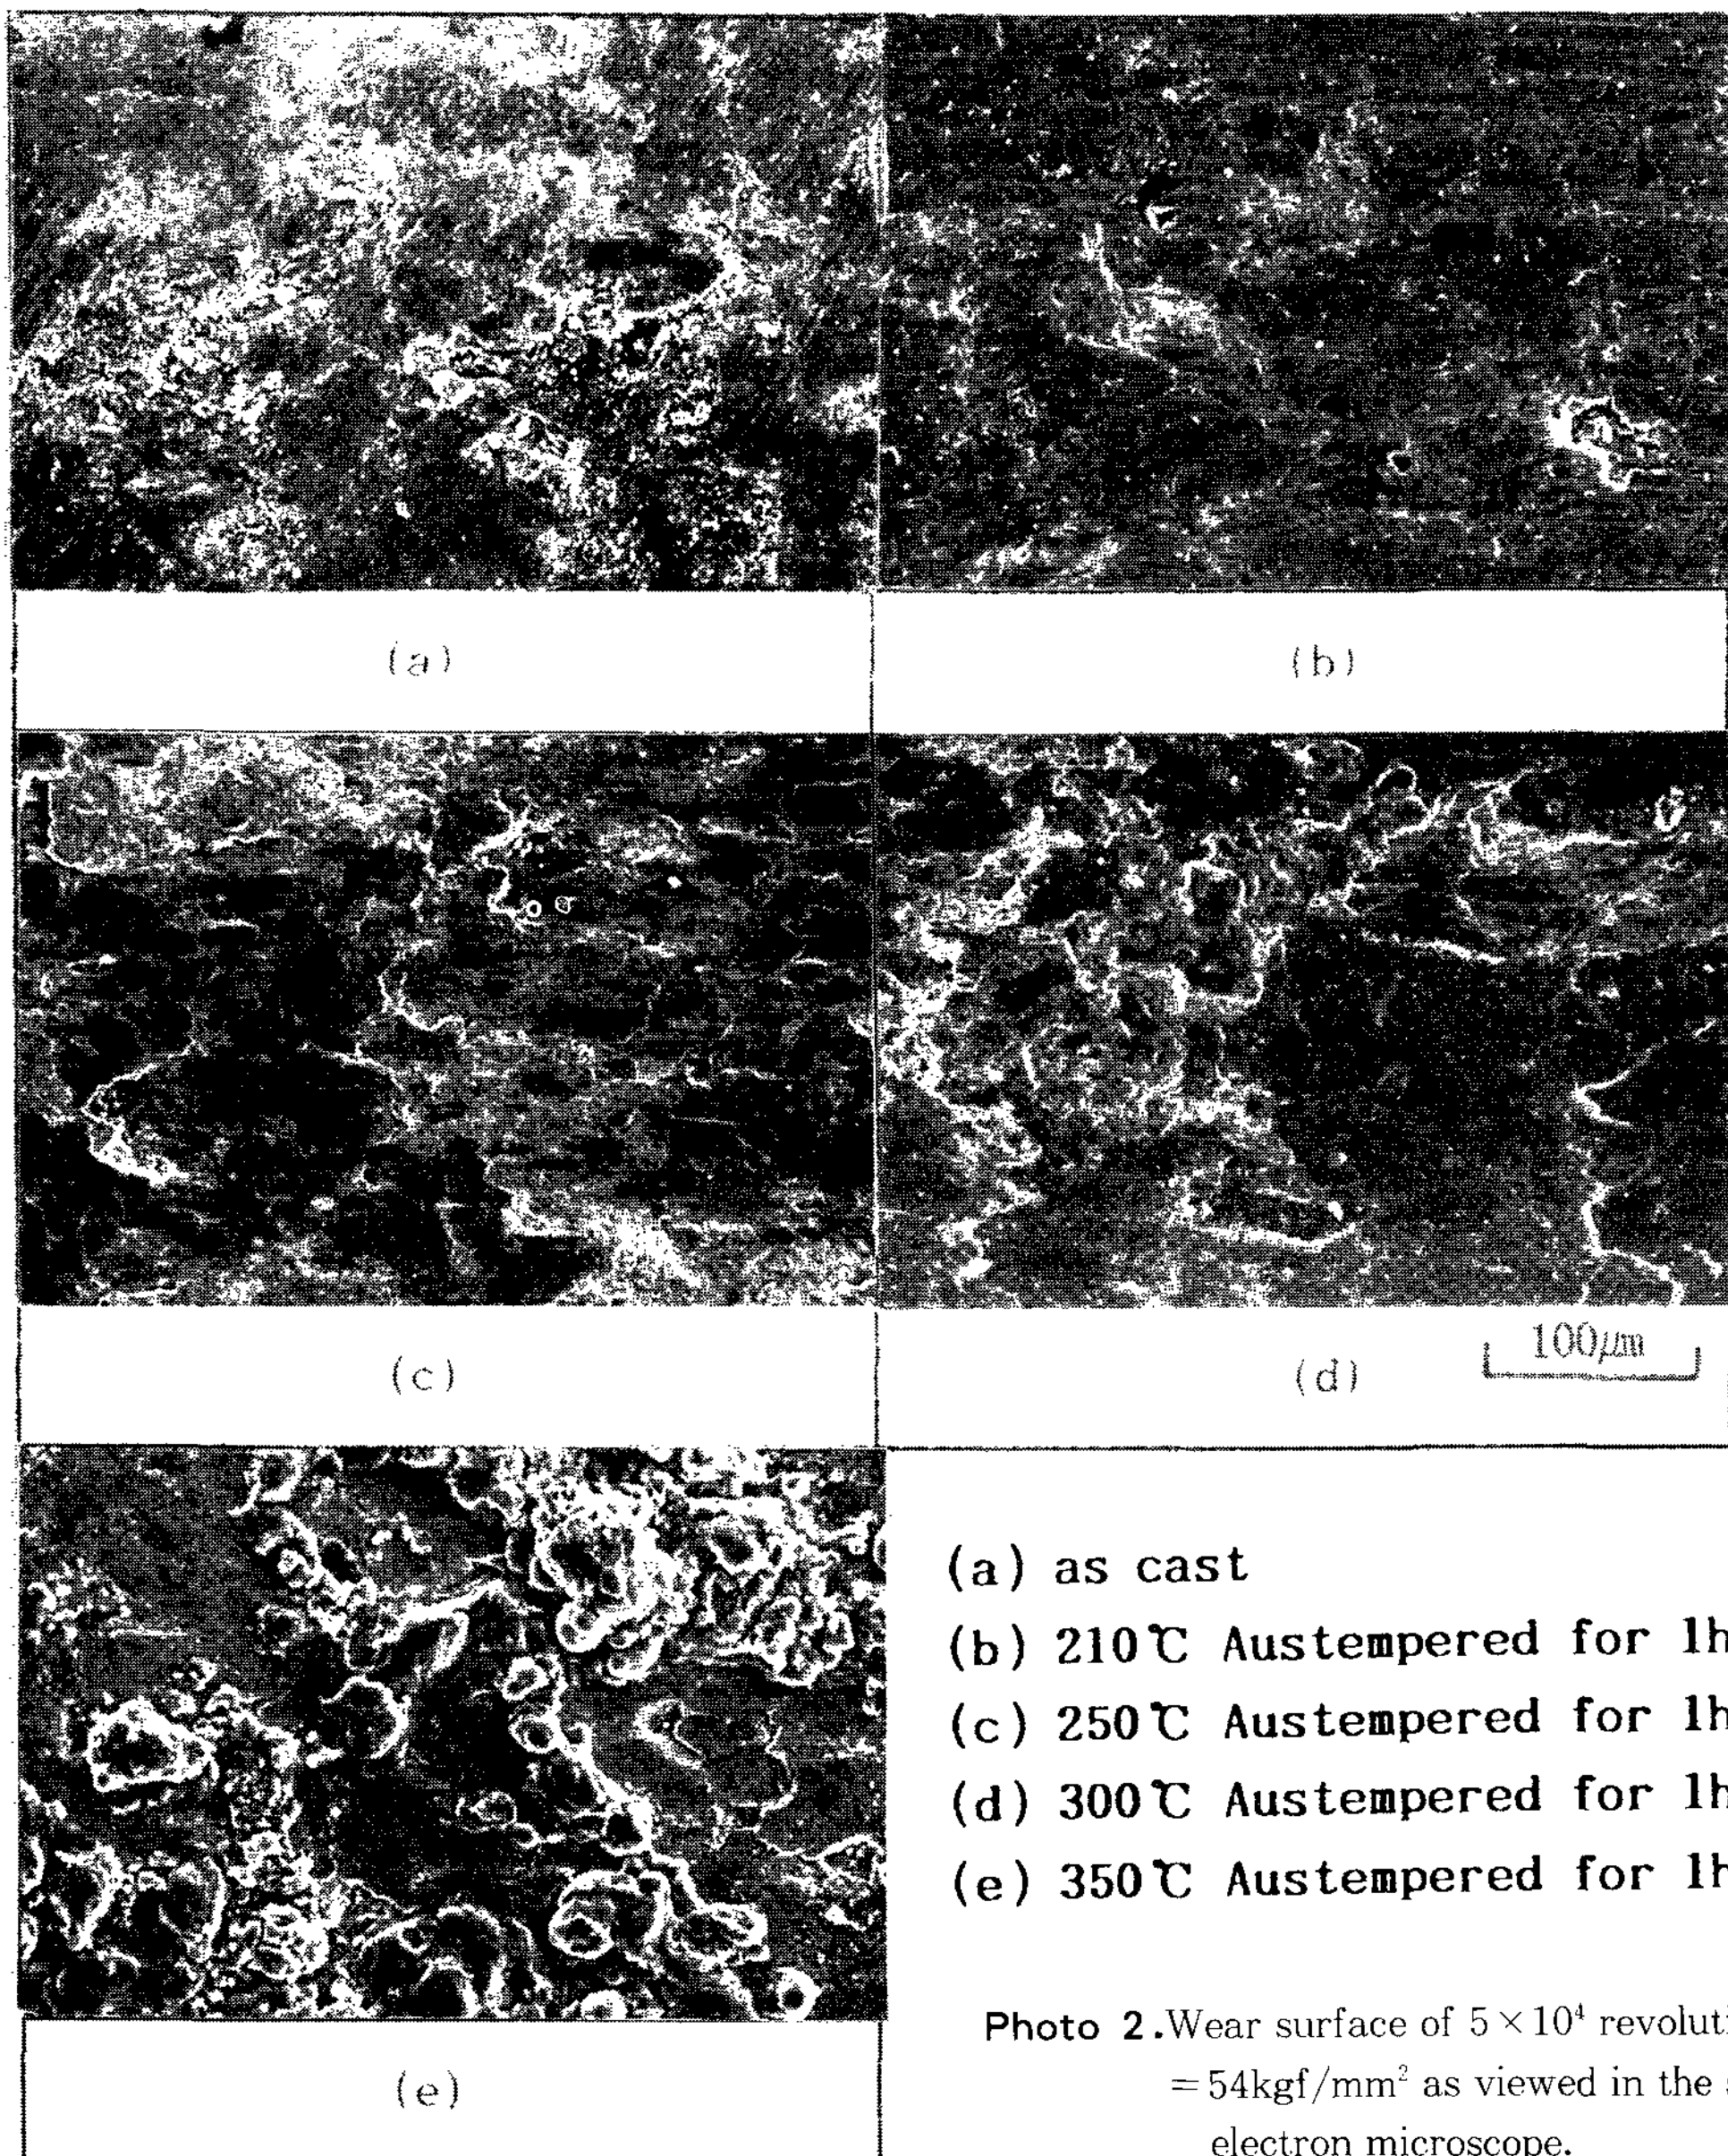 (a)
(b)
(c)
(d)
100μm
(e)
(a) as cast
(b) 210℃ Austempered for 1h
(c) 250℃ Austempered for 1h
(d) 300℃ Austempered for 1h
(e) 350℃ Austempered for 1h
Photo 2. Wear surface of 5×10⁴
=54kgf/mm² as viewed in the
electron microscope.